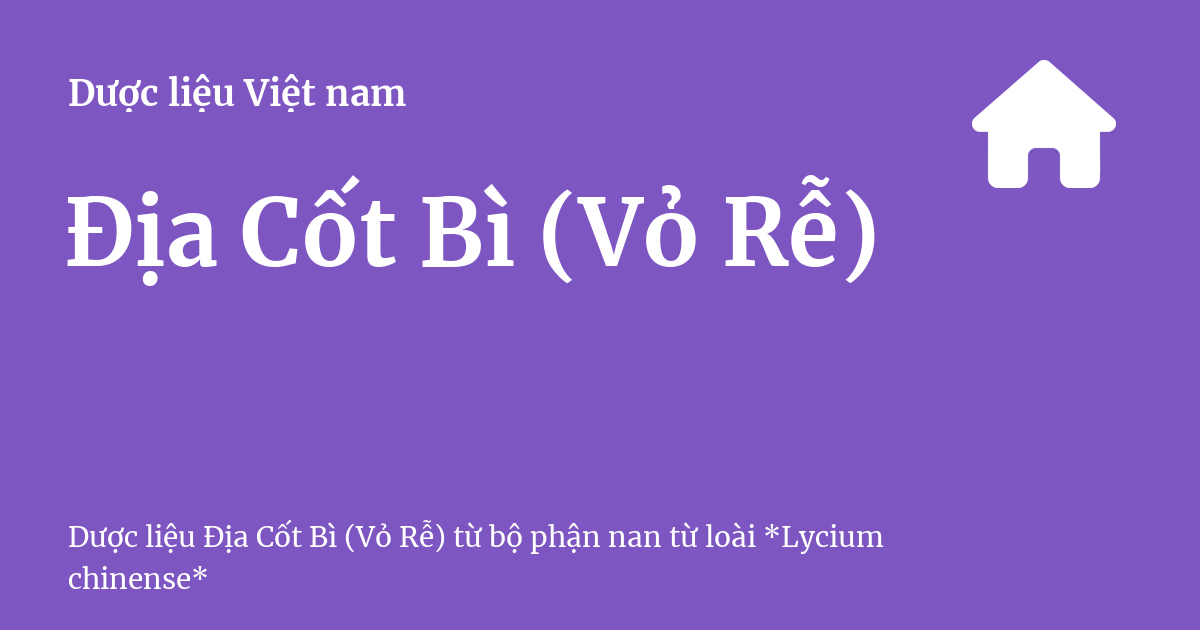 Dược liệu Việt nam
Địa Cốt Bì (Vỏ Rễ)
Dược liệu Địa Cốt Bì (Vỏ Rễ) từ bộ phận nan từ loài *Lycium
chinense*